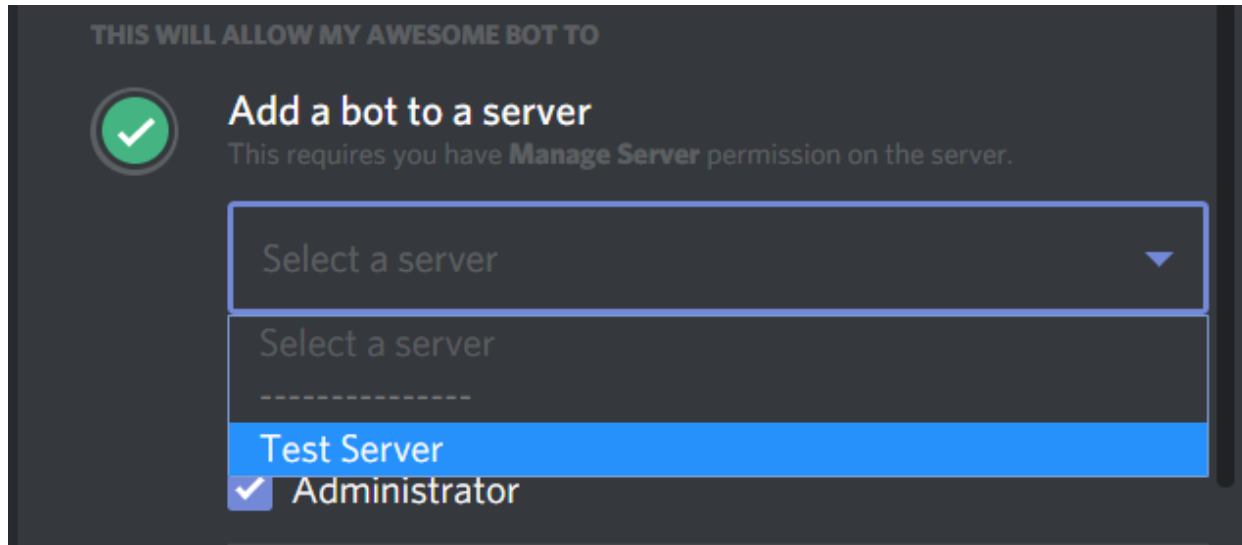 THIS WILL ALLOW MY AWESOME BOT TO
Add a bot to a server
This requires you have Manage Server permission on the server.
Select a server
Select a server
---------------
Test Server
Administrator